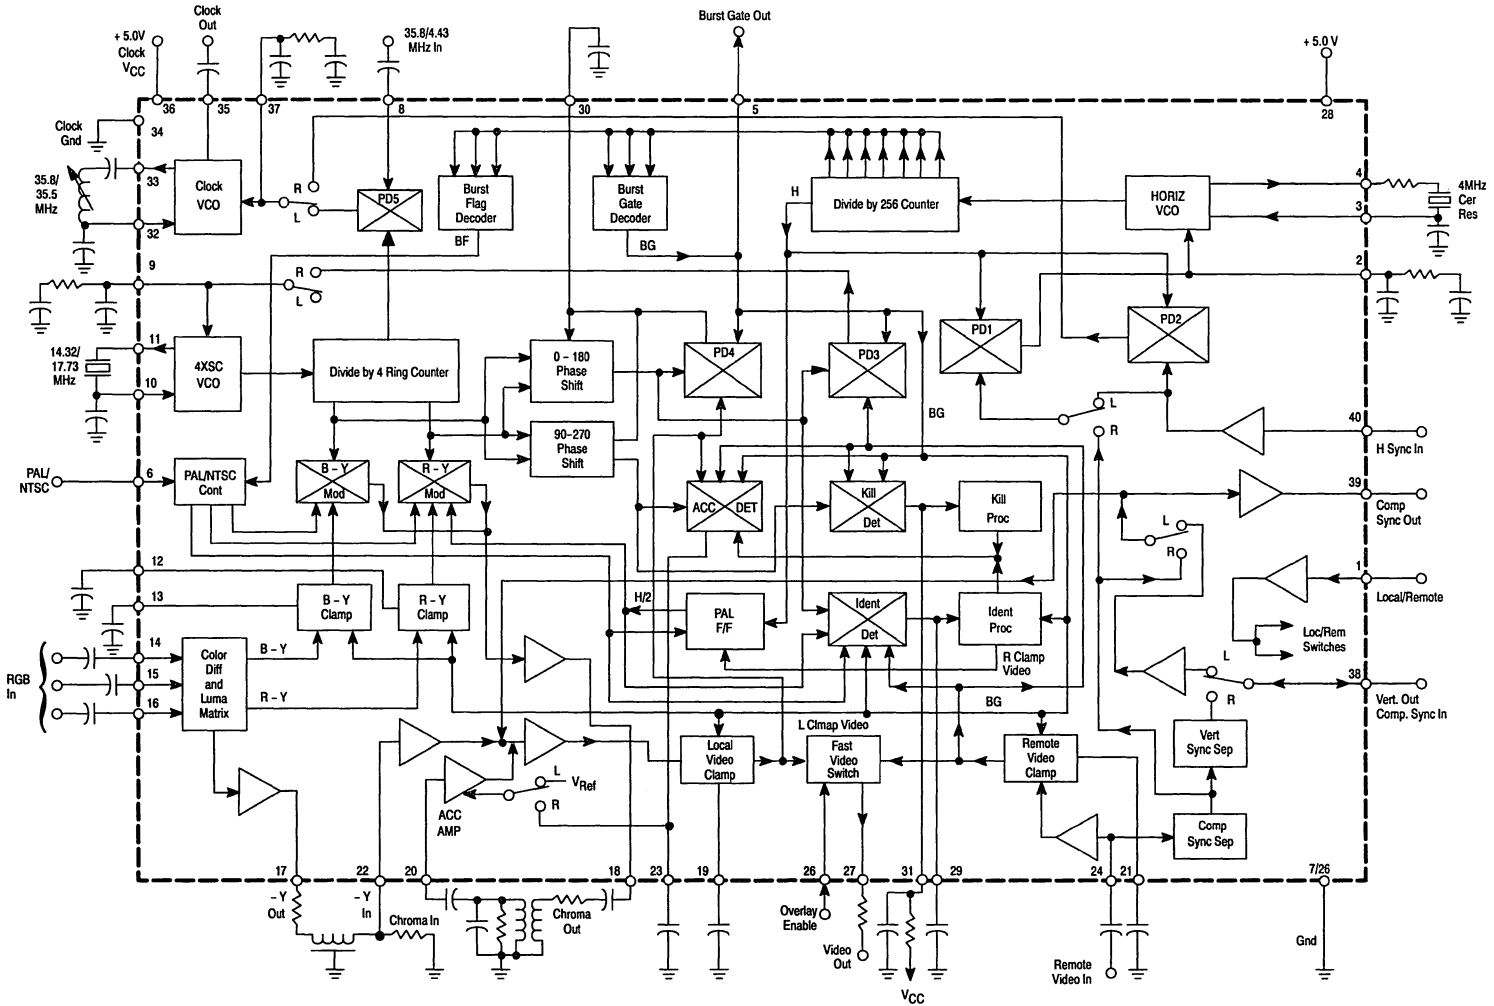 Clock
Out
+ 5.0V
Clock
VCC
35.8/4.43
MHz In
Burst Gate Out
+ 5.0 V
36
35
37
8
30
5
28
Clock
Gnd
34
33
35.8/
35.5
MHz
32
Clock
VCO
R
L
PD5
Burst
Flag
Decoder
BF
Burst
Gate
Decoder
BG
H
Divide by 256 Counter
HORIZ
VCO
4
3
4MHz
Cer
Res
2
9
R
L
11
14.32/
17.73
MHz
10
4XSC
VCO
Divide by 4 Ring Counter
0 – 180
Phase
Shift
90–270
Phase
Shift
PD4
PD3
PD1
PD2
BG
L
R
40
H Sync In
PAL/
NTSC
6
PAL/NTSC
Cont
B – Y
Mod
R – Y
Mod
ACC DET
Kill
Det
Kill
Proc
39
Comp
Sync Out
L
R
12
13
B – Y
Clamp
R – Y
Clamp
H/2
PAL
F/F
Ident
Det
Ident
Proc
R Clamp
Video
1
Local/Remote
Loc/Rem
Switches
RGB
In
14
15
16
Color
Diff
and
Luma
Matrix
B – Y
R – Y
BG
L
R
38
Vert. Out
Comp. Sync In
Local
Video
Clamp
L Clmap Video
Fast
Video
Switch
Remote
Video
Clamp
Vert
Sync Sep
Comp
Sync Sep
ACC
AMP
L
VRef
R
17
22
20
18
23
19
26
27
31
29
24
21
7/26
– Y
Out
– Y
In
Chroma In
Chroma
Out
Overlay
Enable
Video
Out
VCC
Remote
Video In
Gnd